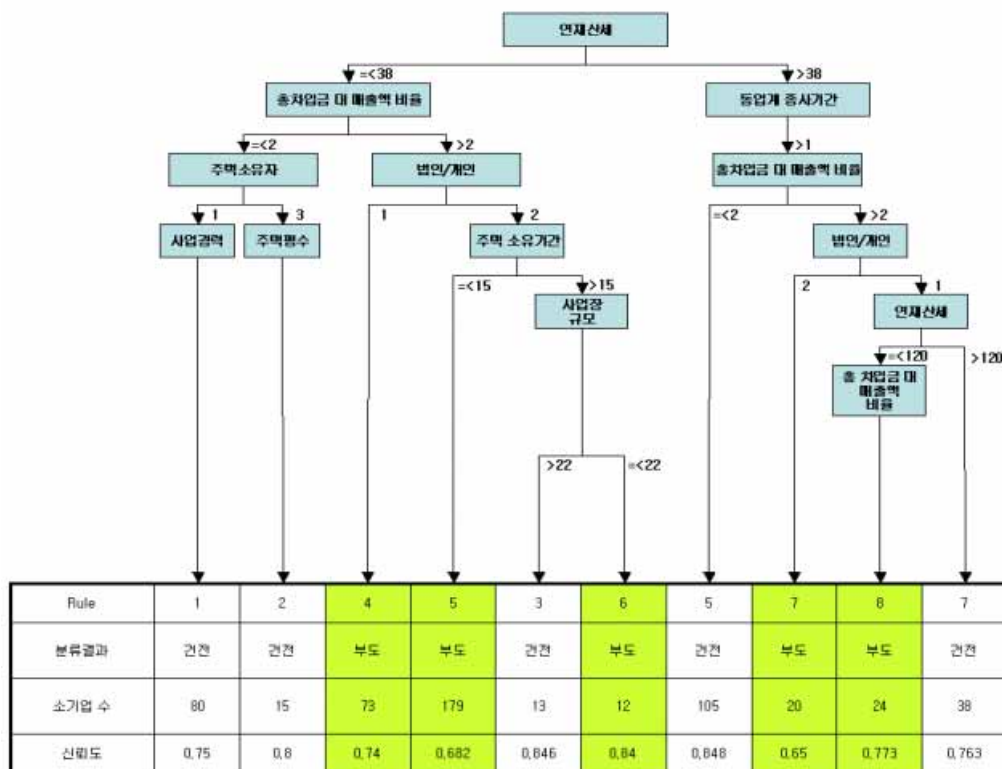 연재산세
=<38
>38
총차입금 대 매출액 비율
동업계 종사기간
=<2
>2
>1
주택소유자
법인/개인
총차입금 대 매출액 비율
1
3
1
2
=<2
>2
사업경력
주택평수
주택 소유기간
법인/개인
=<15
>15
2
1
사업장
규모
연재산세
=<120
>120
총 차입금 대
매출액
비율
>22
=<22
Rule 1 2 4 5 3 6 5 7 8 7
분류결과 건전 건전 부도 부도 건전 부도 건전 부도 부도 건전
소기업 수 80 15 73 179 13 12 105 20 24 38
신뢰도 0,75 0,8 0,74 0,682 0,846 0,84 0,848 0,65 0,773 0,763